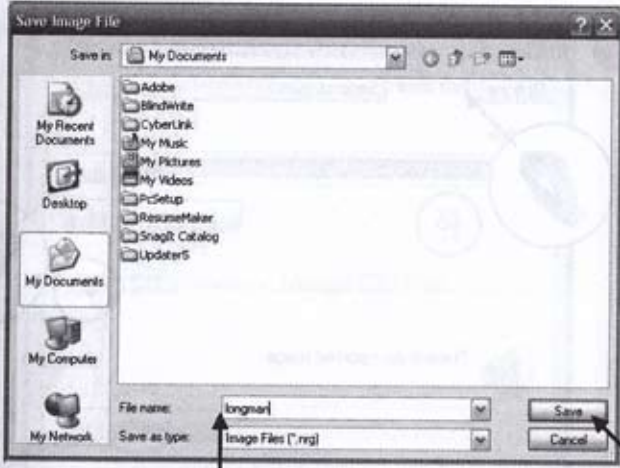 Save Image File
Save in:
My Documents
My Recent
Documents
Desktop
My Documents
My Computer
My Network
Adobe
BlindWrite
CyberLink
My Music
My Pictures
My Videos
PcSetup
ResumeMaker
SnagIt Catalog
Updater5
File name:
longman
Save
Save as type:
Image Files (*.nrg)
Cancel